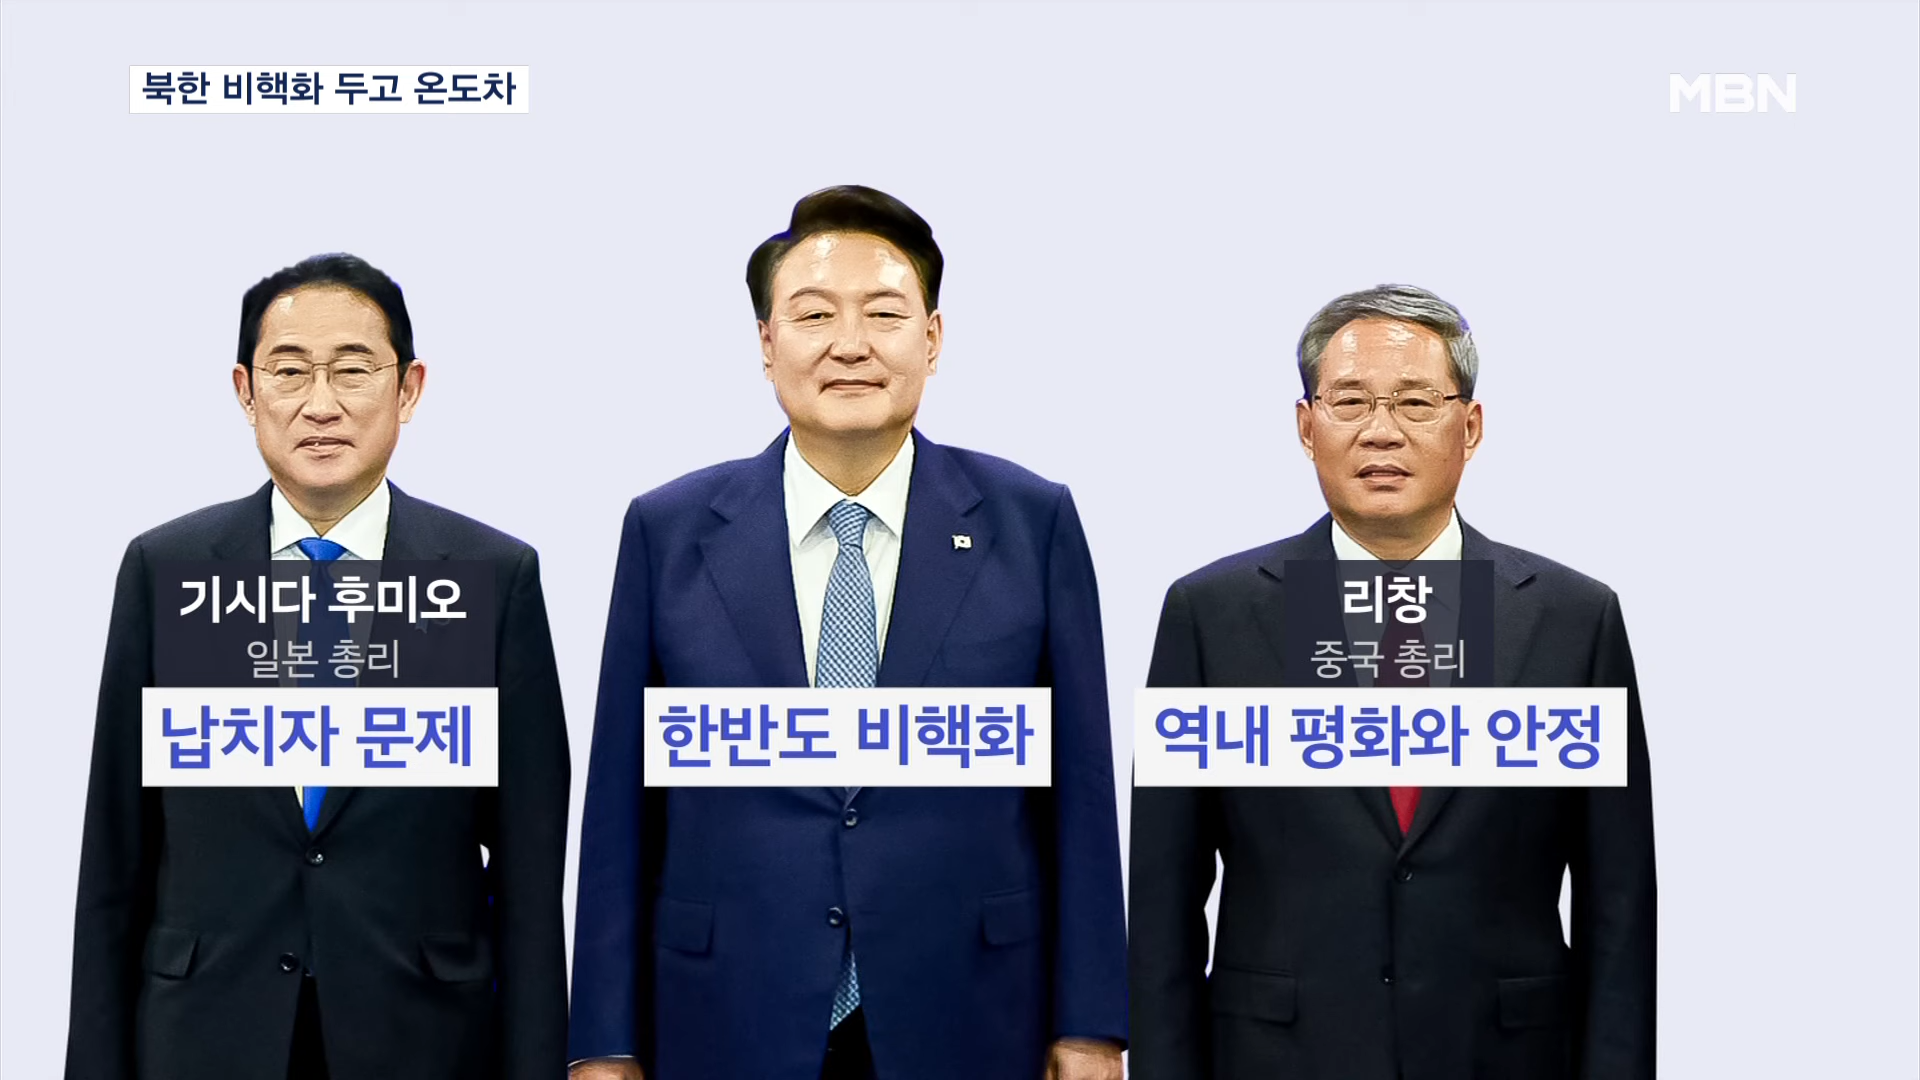 북한 비핵화 두고 온도차
MBN
기시다 후미오
일본 총리
납치자 문제
한반도 비핵화
리창
중국 총리
역내 평화와 안정